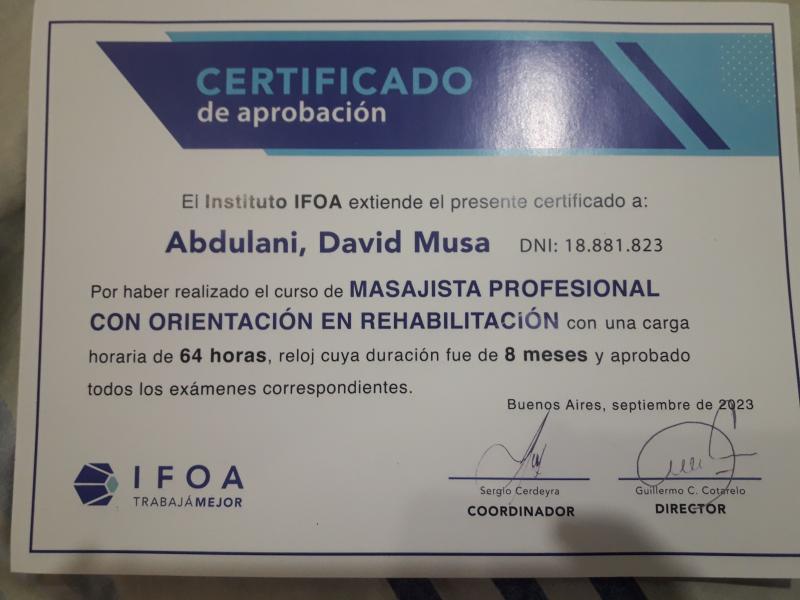 CERTIFICADO
de aprobación
El Instituto IFOA extiende el presente certificado a:
Abdulani, David Musa DNI: 18.881.823
Por haber realizado el curso de MASAJISTA PROFESIONAL
CON ORIENTACIÓN EN REHABILITACIÓN con una carga
horaria de 64 horas, reloj cuya duración fue de 8 meses y aprobado
todos los exámenes correspondientes.
Buenos Aires, septiembre de 2023
IFOA
TRABAJÁMEJOR
Sergio Cerdeyra
COORDINADOR
Guillermo C. Cotarelo
DIRECTOR